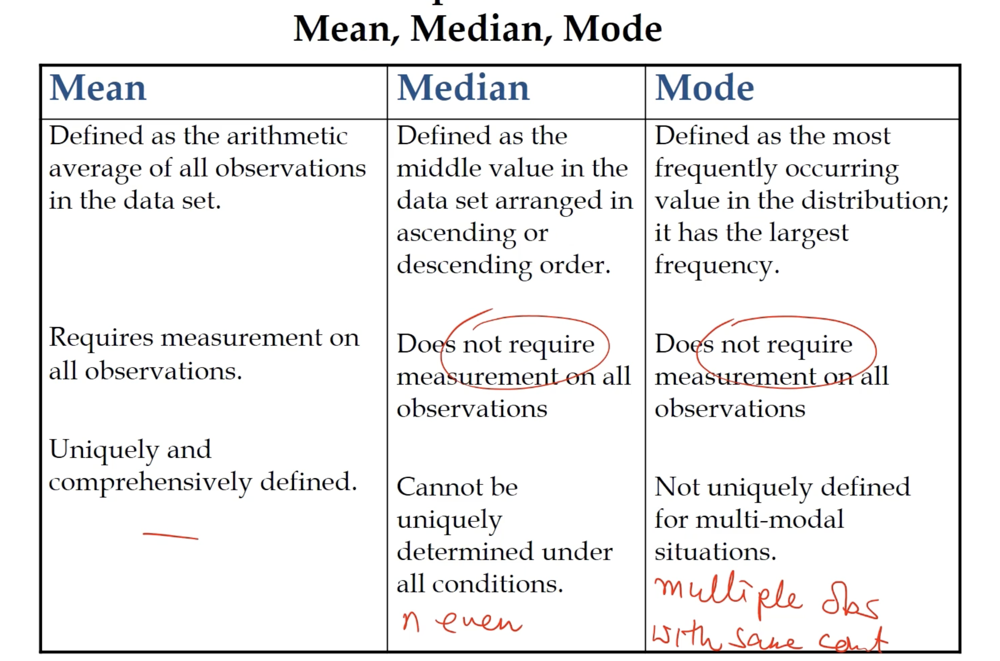 Mean, Median, Mode
Mean
Defined as the arithmetic
average of all observations
in the data set.
Requires measurement on
all observations.
Uniquely and
comprehensively defined.
Median
Defined as the
middle value in the
data set arranged in
ascending or
descending order.
Does not require
measurement on all
observations
Cannot be
uniquely
determined under
all conditions.
n even
Mode
Defined as the most
frequently occurring
value in the distribution;
it has the largest
frequency.
Does not require
measurement on all
observations
Not uniquely defined
for multi-modal
situations.
multiple obs
with same count